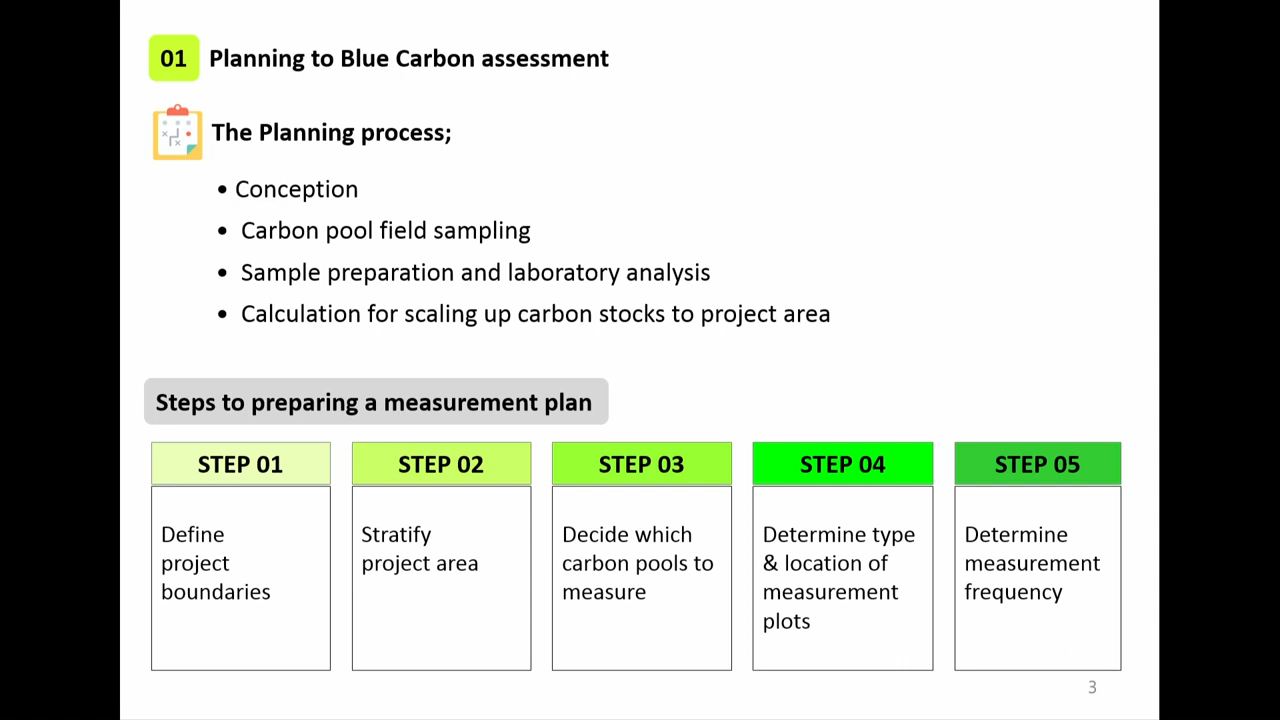 01 Planning to Blue Carbon assessment
The Planning process;
• Conception
• Carbon pool field sampling
• Sample preparation and laboratory analysis
• Calculation for scaling up carbon stocks to project area
Steps to preparing a measurement plan
STEP 01
Define
project
boundaries
STEP 02
Stratify
project area
STEP 03
Decide which
carbon pools to
measure
STEP 04
Determine type
& location of
measurement
plots
STEP 05
Determine
measurement
frequency
3